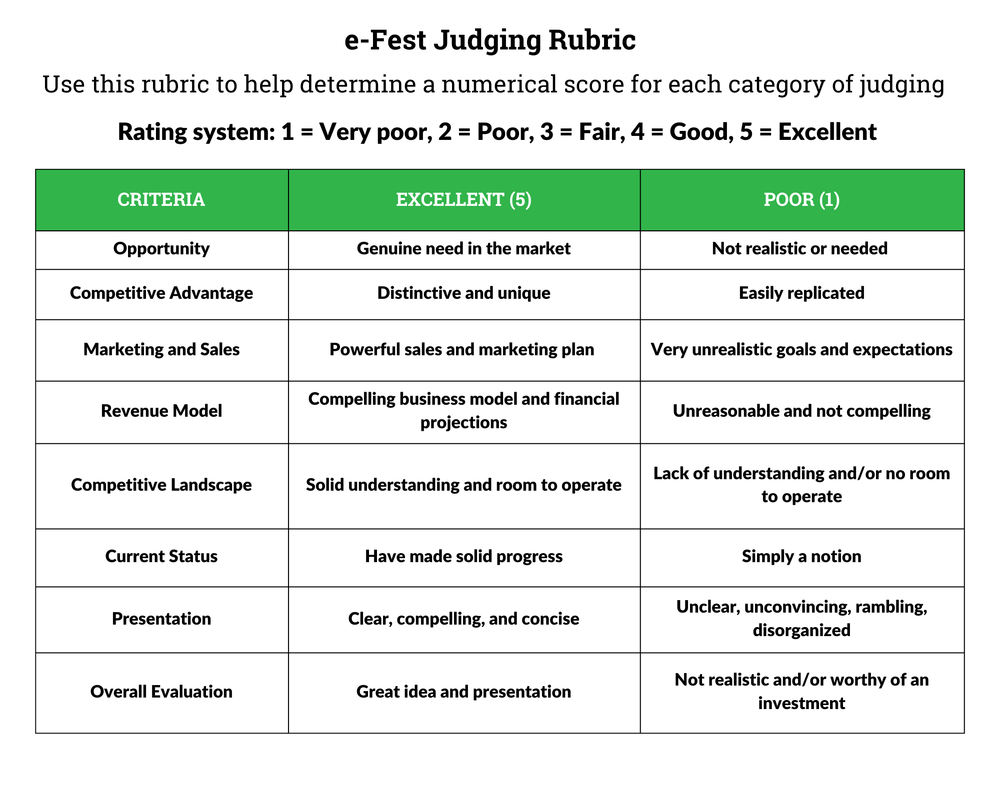 e-Fest Judging Rubric
Use this rubric to help determine a numerical score for each category of judging
Rating system: 1 = Very poor, 2 = Poor, 3 = Fair, 4 = Good, 5 = Excellent
CRITERIA
EXCELLENT (5)
POOR (1)
Opportunity
Genuine need in the market
Not realistic or needed
Competitive Advantage
Distinctive and unique
Easily replicated
Marketing and Sales
Powerful sales and marketing plan
Very unrealistic goals and expectations
Revenue Model
Compelling business model and financial
projections
Unreasonable and not compelling
Competitive Landscape
Solid understanding and room to operate
Lack of understanding and/or no room
to operate
Current Status
Have made solid progress
Simply a notion
Presentation
Clear, compelling, and concise
Unclear, unconvincing, rambling,
disorganized
Overall Evaluation
Great idea and presentation
Not realistic and/or worthy of an
investment